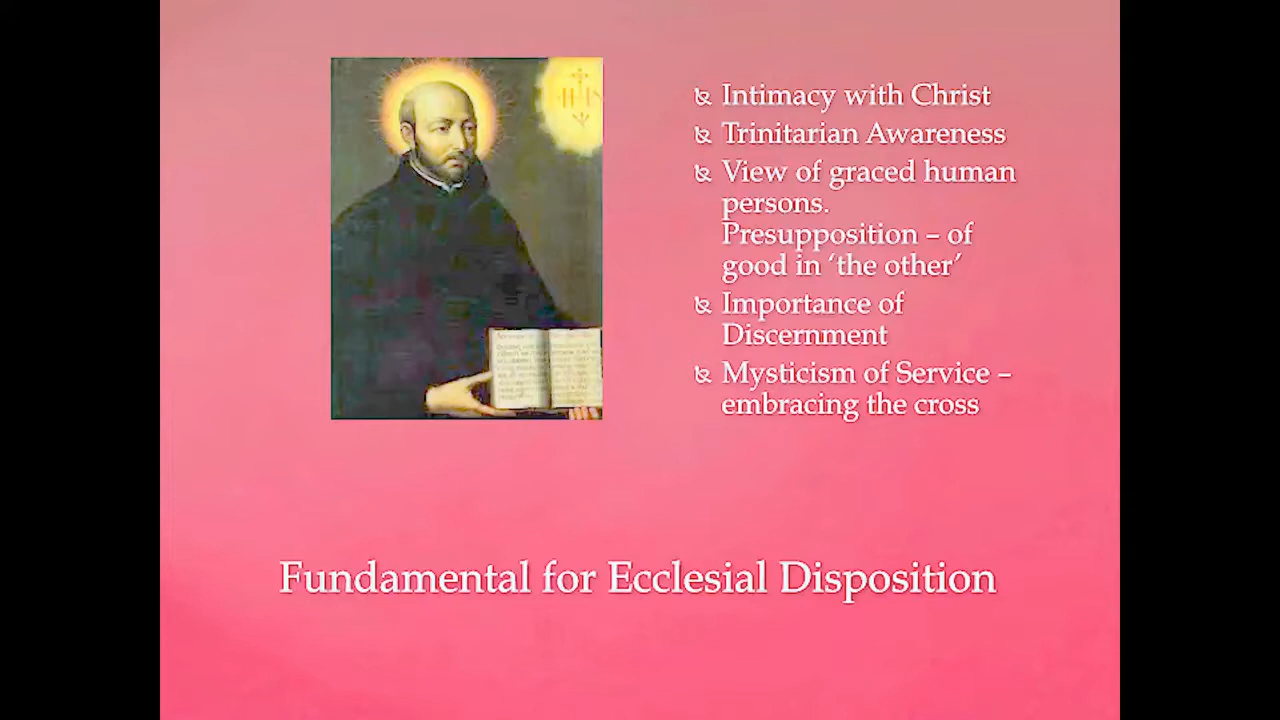 IHS
Intimacy with Christ
Trinitarian Awareness
View of graced human
persons.
Presupposition – of
good in ‘the other’
Importance of
Discernment
Mysticism of Service –
embracing the cross
Fundamental for Ecclesial Disposition